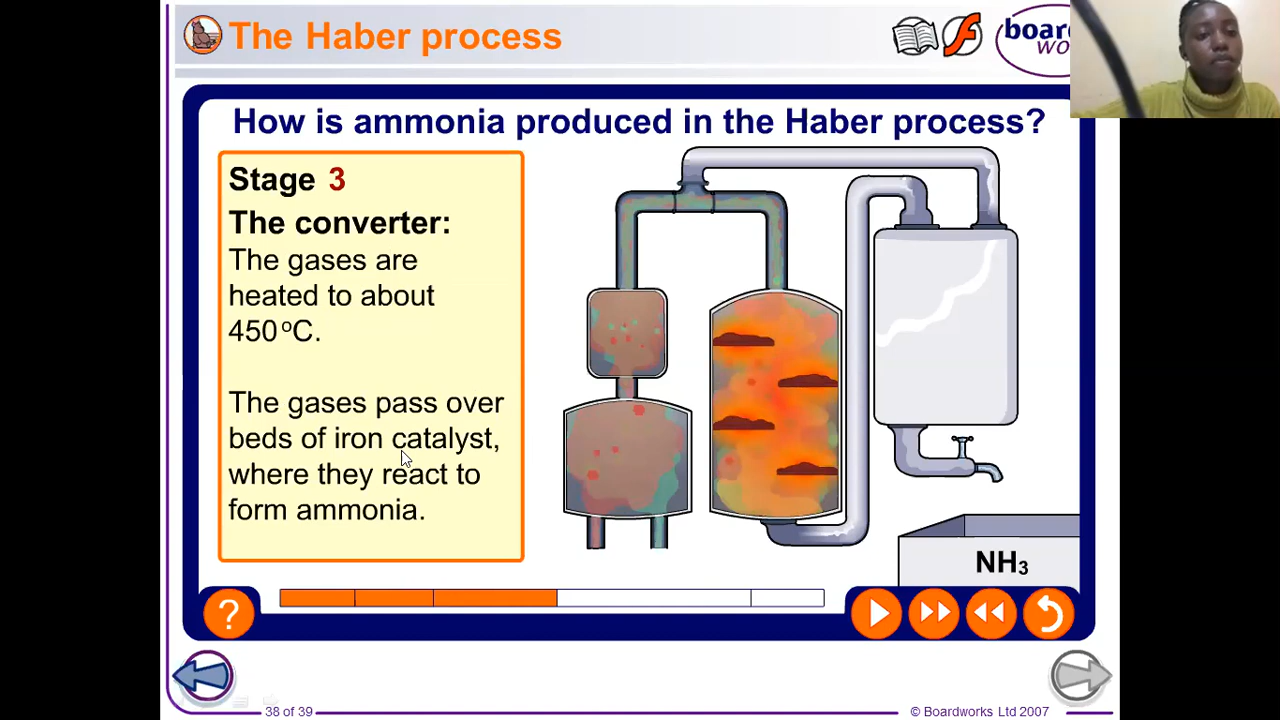 The Haber process
boar
wo
How is ammonia produced in the Haber process?
Stage 3
The converter:
The gases are
heated to about
450 ºC.
The gases pass over
beds of iron catalyst,
where they react to
form ammonia.
NH₃
?
38 of 39
© Boardworks Ltd 2007